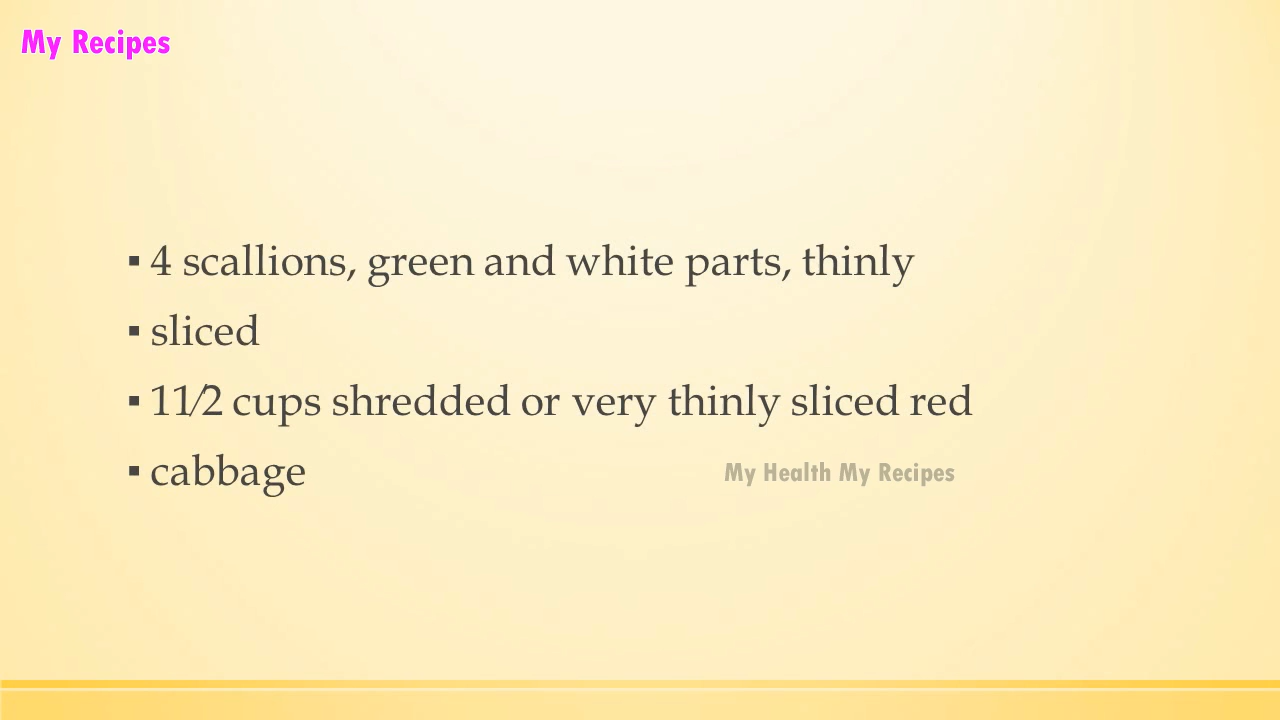 My Recipes
▪ 4 scallions, green and white parts, thinly
▪ sliced
▪ 11⁄2 cups shredded or very thinly sliced red
▪ cabbage
My Health My Recipes